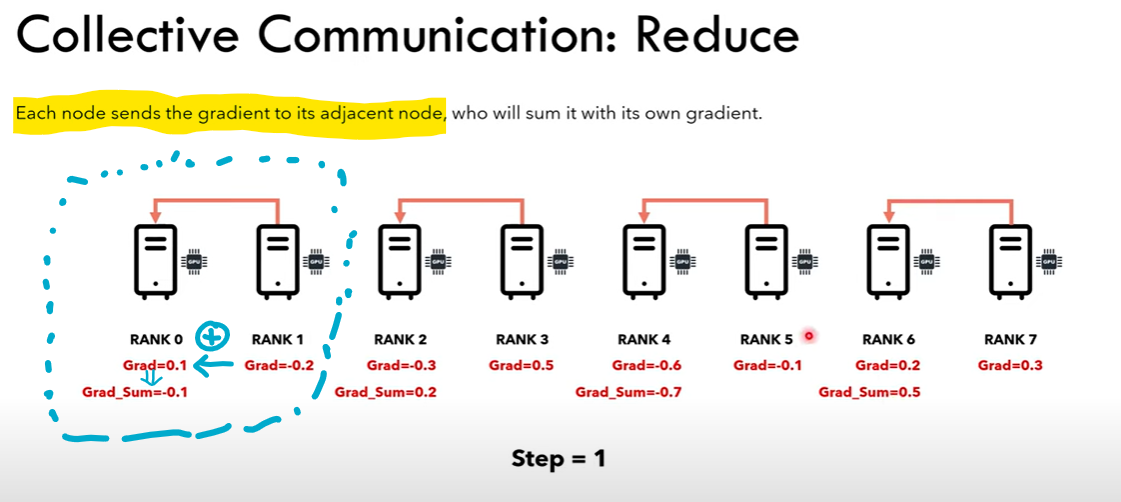 Collective Communication: Reduce
Each node sends the gradient to its adjacent node, who will sum it with its own gradient.
GPU GPU GPU GPU GPU GPU GPU GPU
RANK 0 + RANK 1 RANK 2 RANK 3 RANK 4 RANK 5 RANK 6 RANK 7
Grad=0.1 Grad=-0.2 Grad=-0.3 Grad=0.5 Grad=-0.6 Grad=-0.1 Grad=0.2 Grad=0.3
Grad_Sum=-0.1 Grad_Sum=0.2 Grad_Sum=-0.7 Grad_Sum=0.5
Step = 1